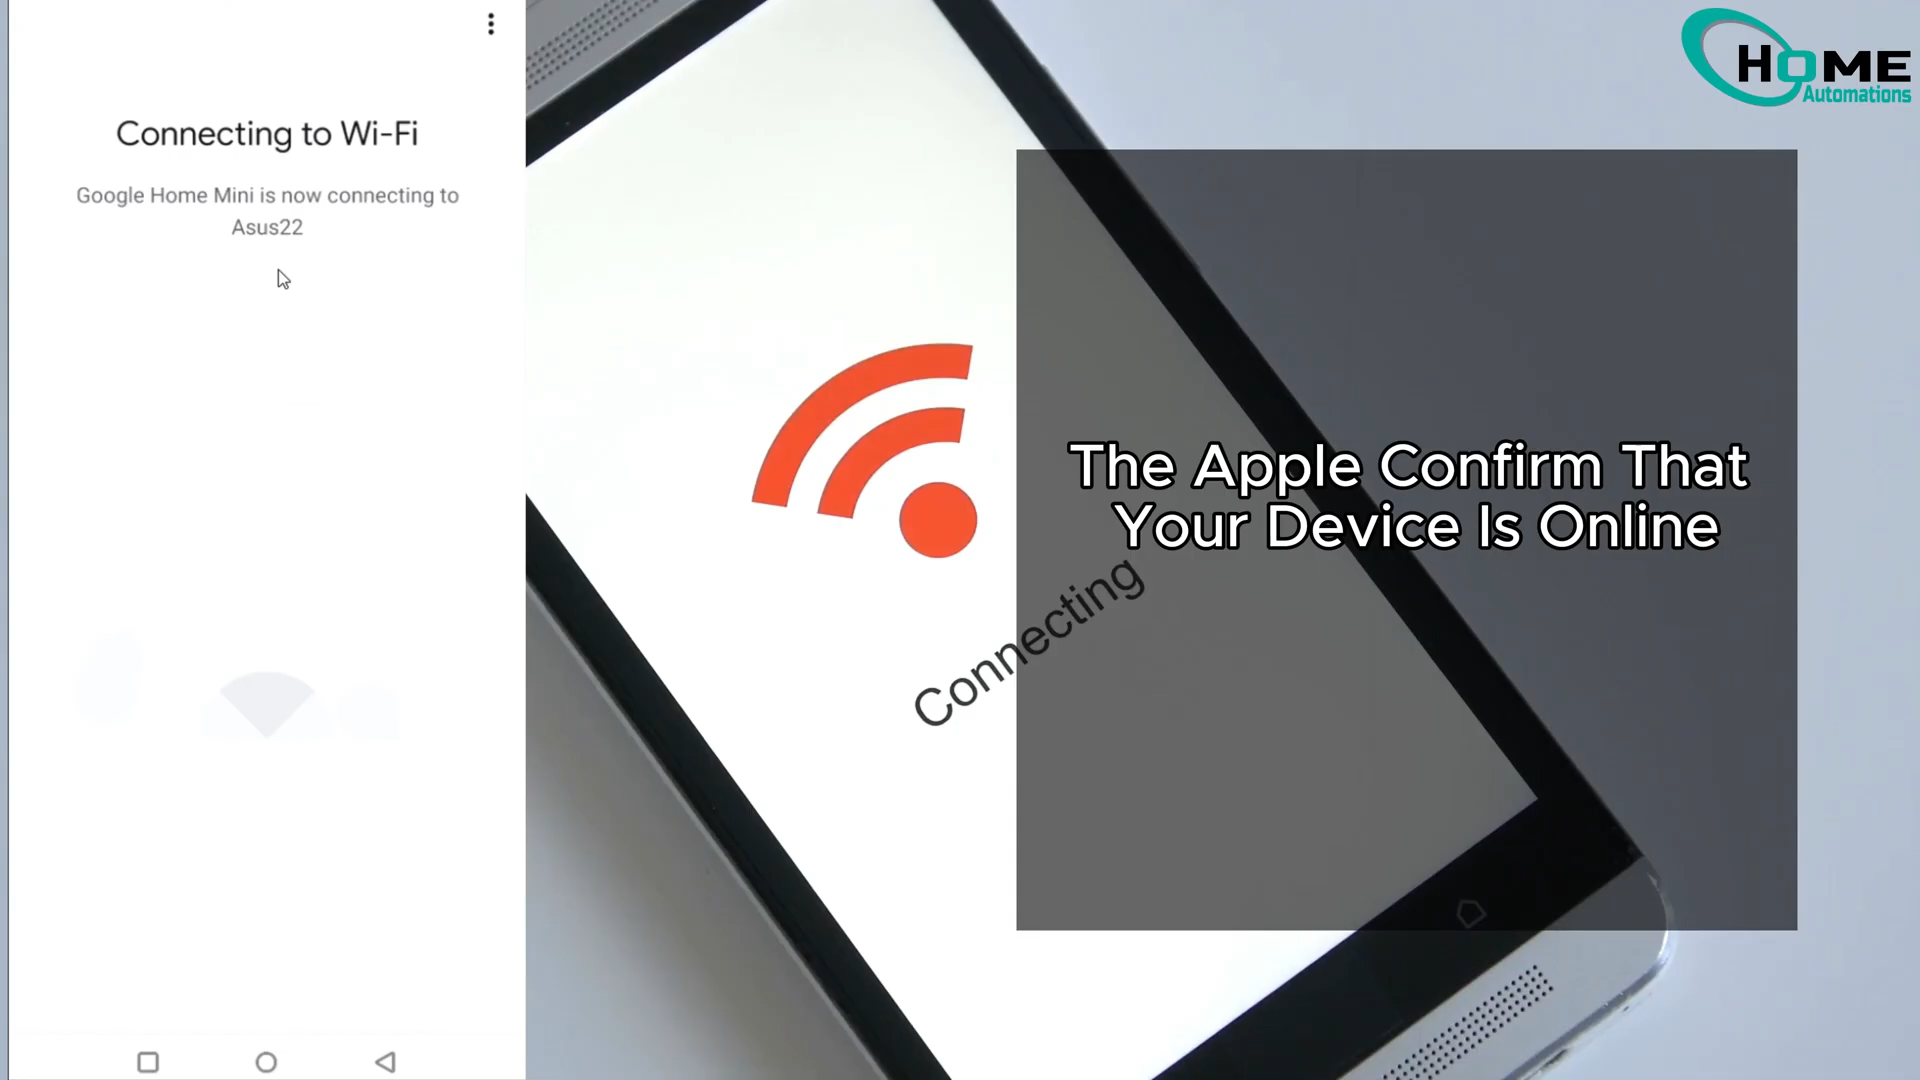 Connecting to Wi-Fi
Google Home Mini is now connecting to
Asus22
Connecting
The Apple Confirm That
Your Device Is Online
HOME
Automations